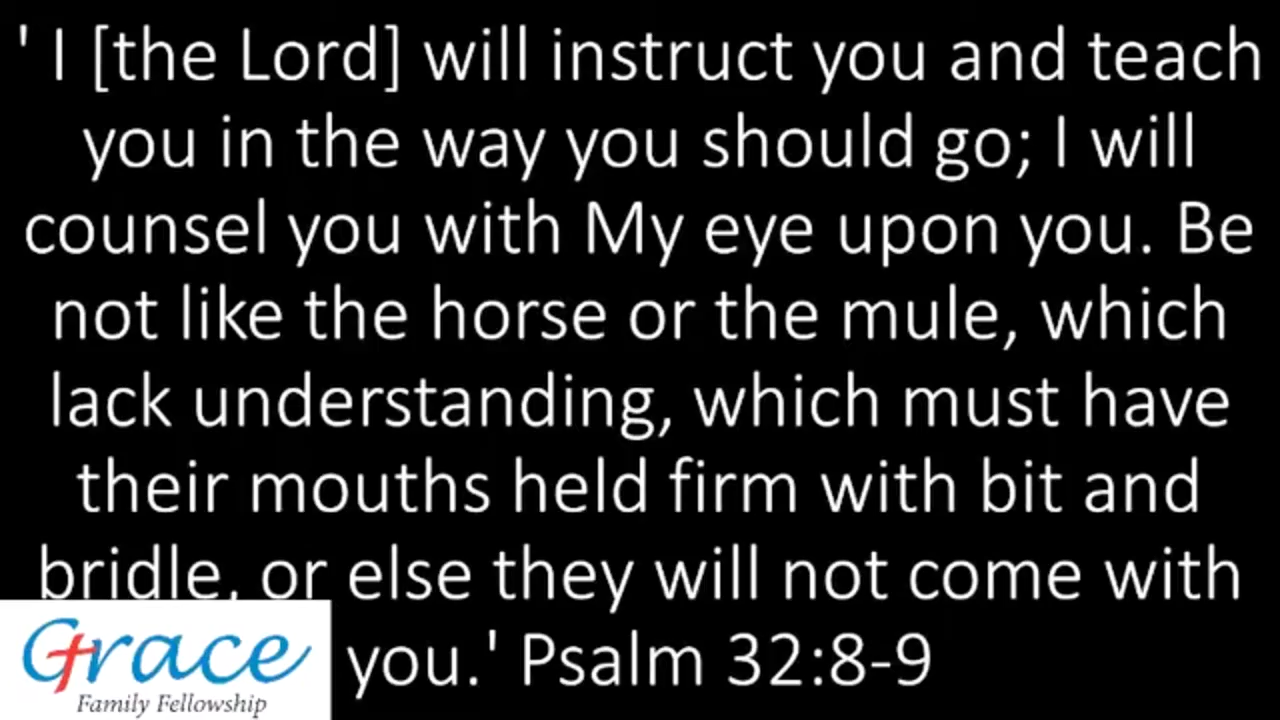 ' I [the Lord] will instruct you and teach
you in the way you should go; I will
counsel you with My eye upon you. Be
not like the horse or the mule, which
lack understanding, which must have
their mouths held firm with bit and
bridle, or else they will not come with
you.' Psalm 32:8-9
Grace
Family Fellowship